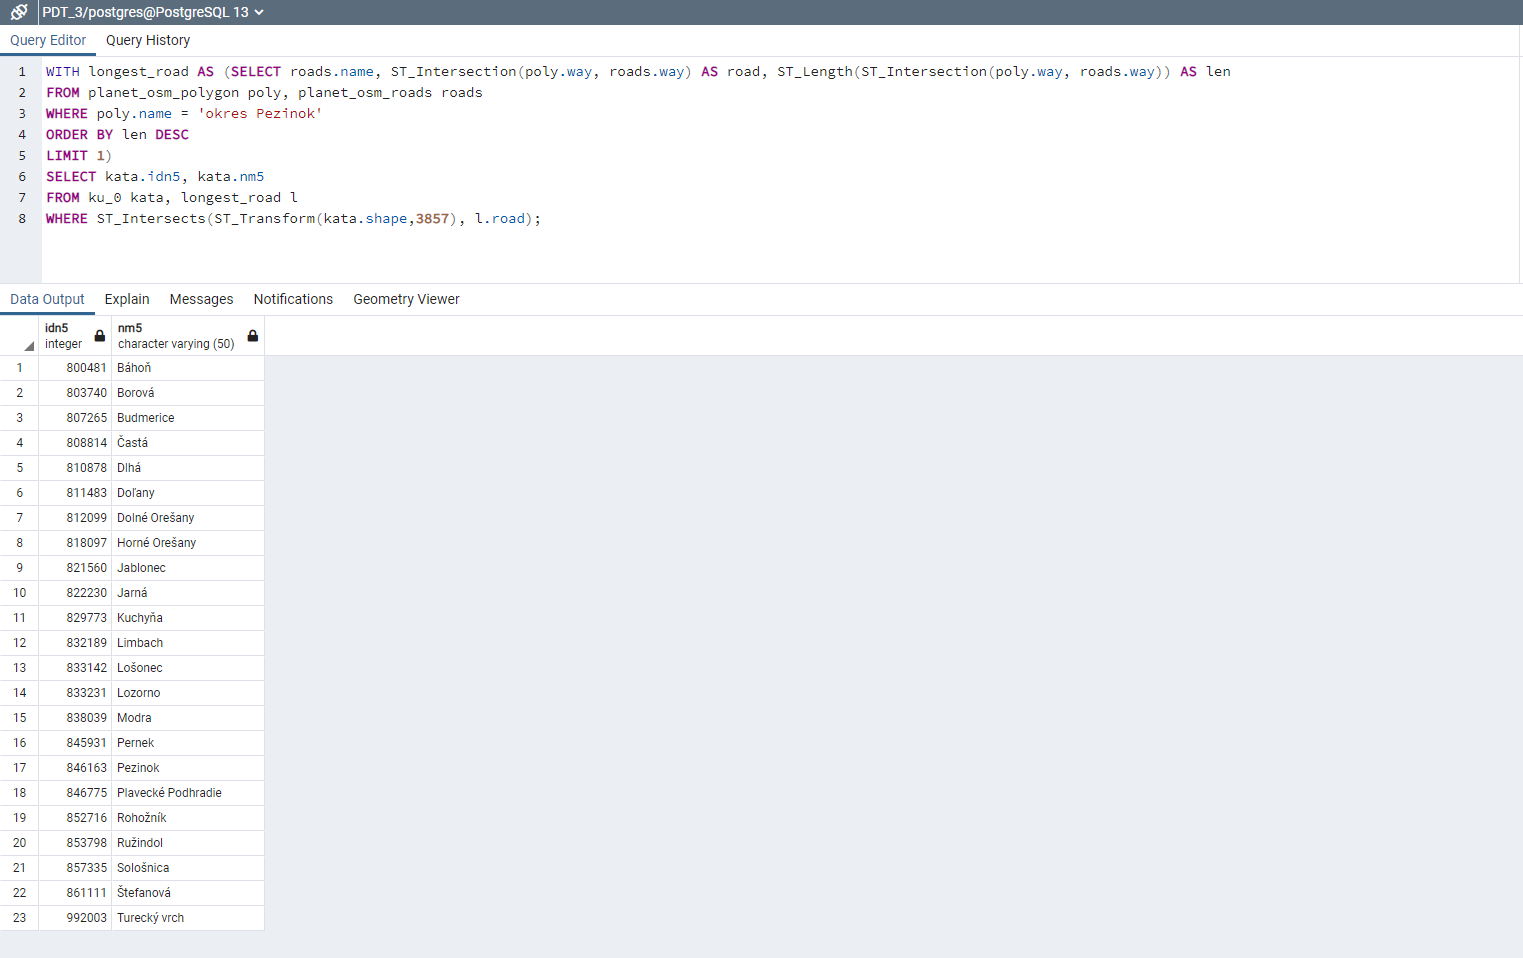 PDT_3/postgres@PostgreSQL 13
Query Editor Query History
1 WITH longest_road AS (SELECT roads.name, ST_Intersection(poly.way, roads.way) AS road, ST_Length(ST_Intersection(poly.way, roads.way)) AS len
2 FROM planet_osm_polygon poly, planet_osm_roads roads
3 WHERE poly.name = 'okres Pezinok'
4 ORDER BY len DESC
5 LIMIT 1)
6 SELECT kata.idn5, kata.nm5
7 FROM ku_0 kata, longest_road l
8 WHERE ST_Intersects(ST_Transform(kata.shape,3857), l.road);
Data Output Explain Messages Notifications Geometry Viewer
idn5 nm5
integer character varying (50)
1 800481 Báhoň
2 803740 Borová
3 807265 Budmerice
4 808814 Častá
5 810878 Dlhá
6 811483 Doľany
7 812099 Dolné Orešany
8 818097 Horné Orešany
9 821560 Jablonec
10 822230 Jarná
11 829773 Kuchyňa
12 832189 Limbach
13 833142 Lošonec
14 833231 Lozorno
15 838039 Modra
16 845931 Pernek
17 846163 Pezinok
18 846775 Plavecké Podhradie
19 852716 Rohožník
20 853798 Ružindol
21 857335 Sološnica
22 861111 Štefanová
23 992003 Turecký vrch